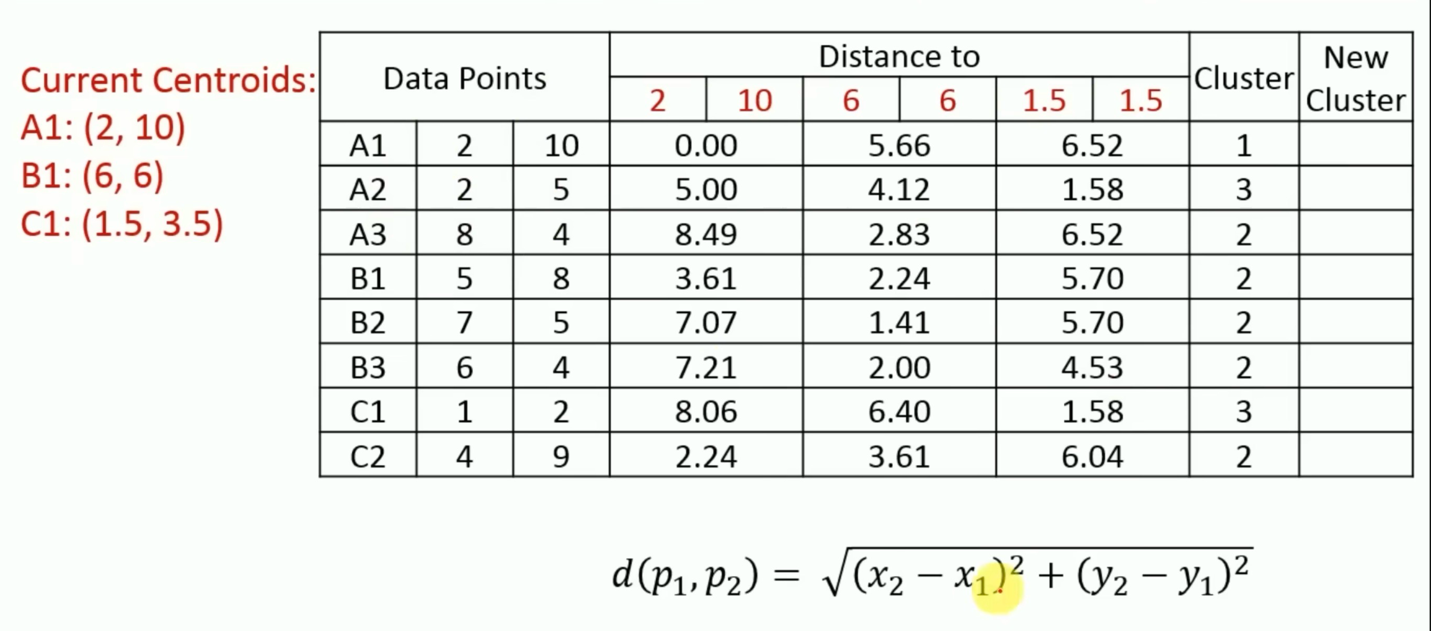 Current Centroids:
A1: (2, 10)
B1: (6, 6)
C1: (1.5, 3.5)
Data Points Distance to Cluster New Cluster
2 10 6 6 1.5 1.5
A1 2 10 0.00 5.66 6.52 1
A2 2 5 5.00 4.12 1.58 3
A3 8 4 8.49 2.83 6.52 2
B1 5 8 3.61 2.24 5.70 2
B2 7 5 7.07 1.41 5.70 2
B3 6 4 7.21 2.00 4.53 2
C1 1 2 8.06 6.40 1.58 3
C2 4 9 2.24 3.61 6.04 2
d(p₁, p₂) = √(x₂ − x₁)² + (y₂ − y₁)²